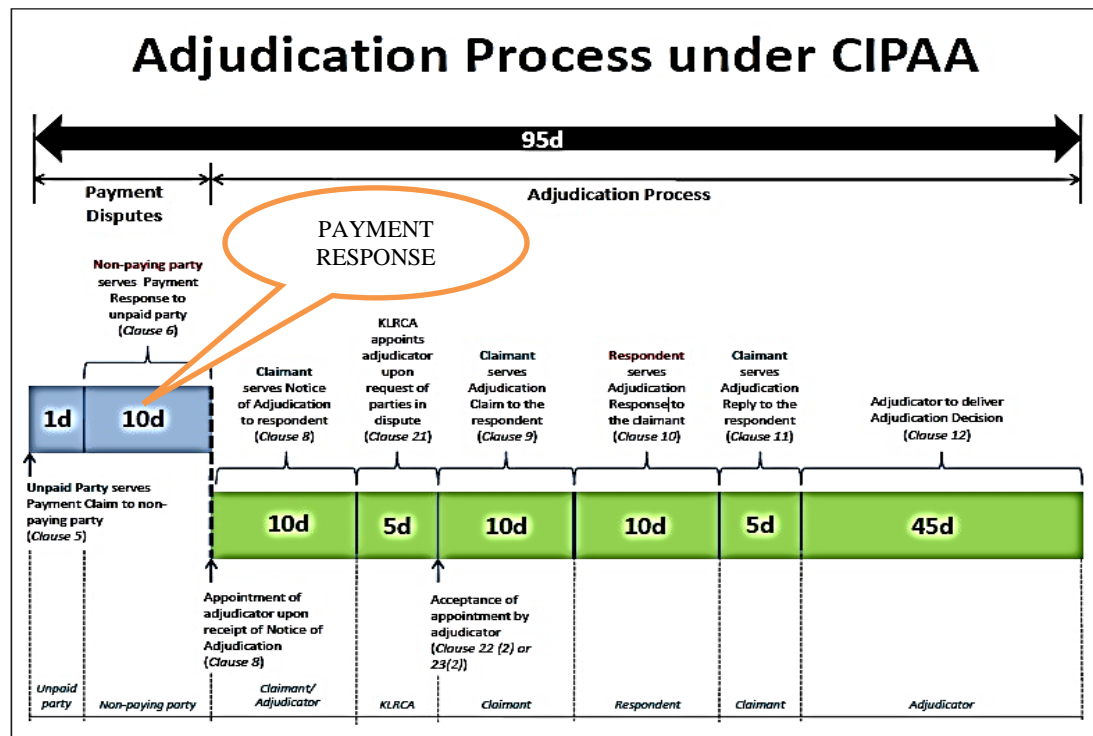 Adjudication Process under CIPAA
95d
Payment
Disputes
Adjudication Process
PAYMENT
RESPONSE
Non-paying party
serves Payment
Response to
unpaid party
(Clause 6)
1d
10d
Unpaid Party serves
Payment Claim to non-
paying party
(Clause 5)
Claimant
serves Notice
of Adjudication
to respondent
(Clause 8)
KLRCA
appoints
adjudicator
upon
request of
parties in
dispute
(Clause 21)
Claimant
serves
Adjudication
Claim to the
respondent
(Clause 9)
Respondent
serves
Adjudication
Response to
the claimant
(Clause 10)
Claimant
serves
Adjudication
Reply to the
respondent
(Clause 11)
Adjudicator to deliver
Adjudication Decision
(Clause 12)
10d
5d
10d
10d
5d
45d
Appointment of
adjudicator upon
receipt of Notice of
Adjudication
(Clause 8)
Acceptance of
appointment by
adjudicator
(Clause 22 (2) or
23(2))
Unpaid
party
Non-paying party
Claimant/
Adjudicator
KLRCA
Claimant
Respondent
Claimant
Adjudicator